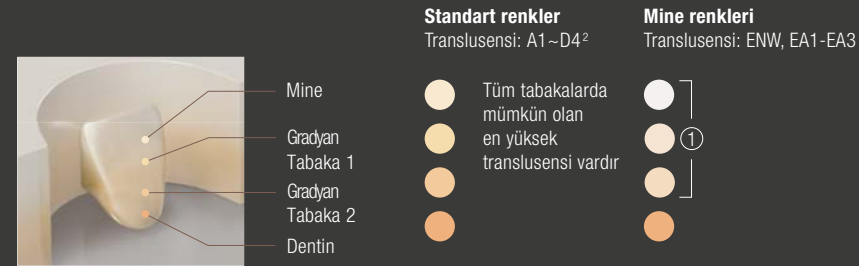 Standart renkler
Translusensi: A1~D4²
Mine renkleri
Translusensi: ENW, EA1-EA3
Mine
Gradyan
Tabaka 1
Gradyan
Tabaka 2
Dentin
Tüm tabakalarda
mümkün olan
en yüksek
translusensi vardır
①